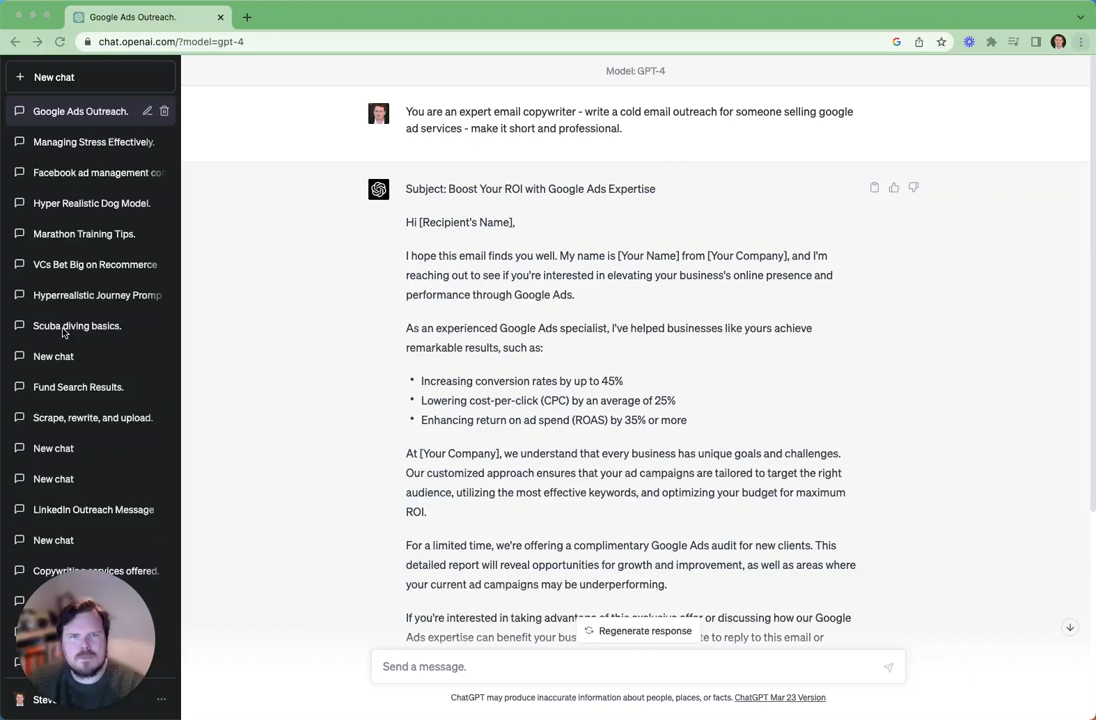 Google Ads Outreach.
chat.openai.com/?model=gpt-4
New chat
Model: GPT-4
Google Ads Outreach.
Managing Stress Effectively.
Facebook ad management con
Hyper Realistic Dog Model.
Marathon Training Tips.
VCs Bet Big on Recommerce
Hyperrealistic Journey Promp
Scuba diving basics.
New chat
Fund Search Results.
Scrape, rewrite, and upload.
New chat
New chat
LinkedIn Outreach Message
New chat
Copywriting services offered.
Steve
You are an expert email copywriter - write a cold email outreach for someone selling google
ad services - make it short and professional.
Subject: Boost Your ROI with Google Ads Expertise
Hi [Recipient's Name],
I hope this email finds you well. My name is [Your Name] from [Your Company], and I'm
reaching out to see if you're interested in elevating your business's online presence and
performance through Google Ads.
As an experienced Google Ads specialist, I've helped businesses like yours achieve
remarkable results, such as:
• Increasing conversion rates by up to 45%
• Lowering cost-per-click (CPC) by an average of 25%
• Enhancing return on ad spend (ROAS) by 35% or more
At [Your Company], we understand that every business has unique goals and challenges.
Our customized approach ensures that your ad campaigns are tailored to target the right
audience, utilizing the most effective keywords, and optimizing your budget for maximum
ROI.
For a limited time, we're offering a complimentary Google Ads audit for new clients. This
detailed report will reveal opportunities for growth and improvement, as well as areas where
your current ad campaigns may be underperforming.
If you're interested in taking advantage of this exclusive offer or discussing how our Google
Ads expertise can benefit your busi te to reply to this email or
Regenerate response
Send a message.
ChatGPT may produce inaccurate information about people, places, or facts. ChatGPT Mar 23 Version